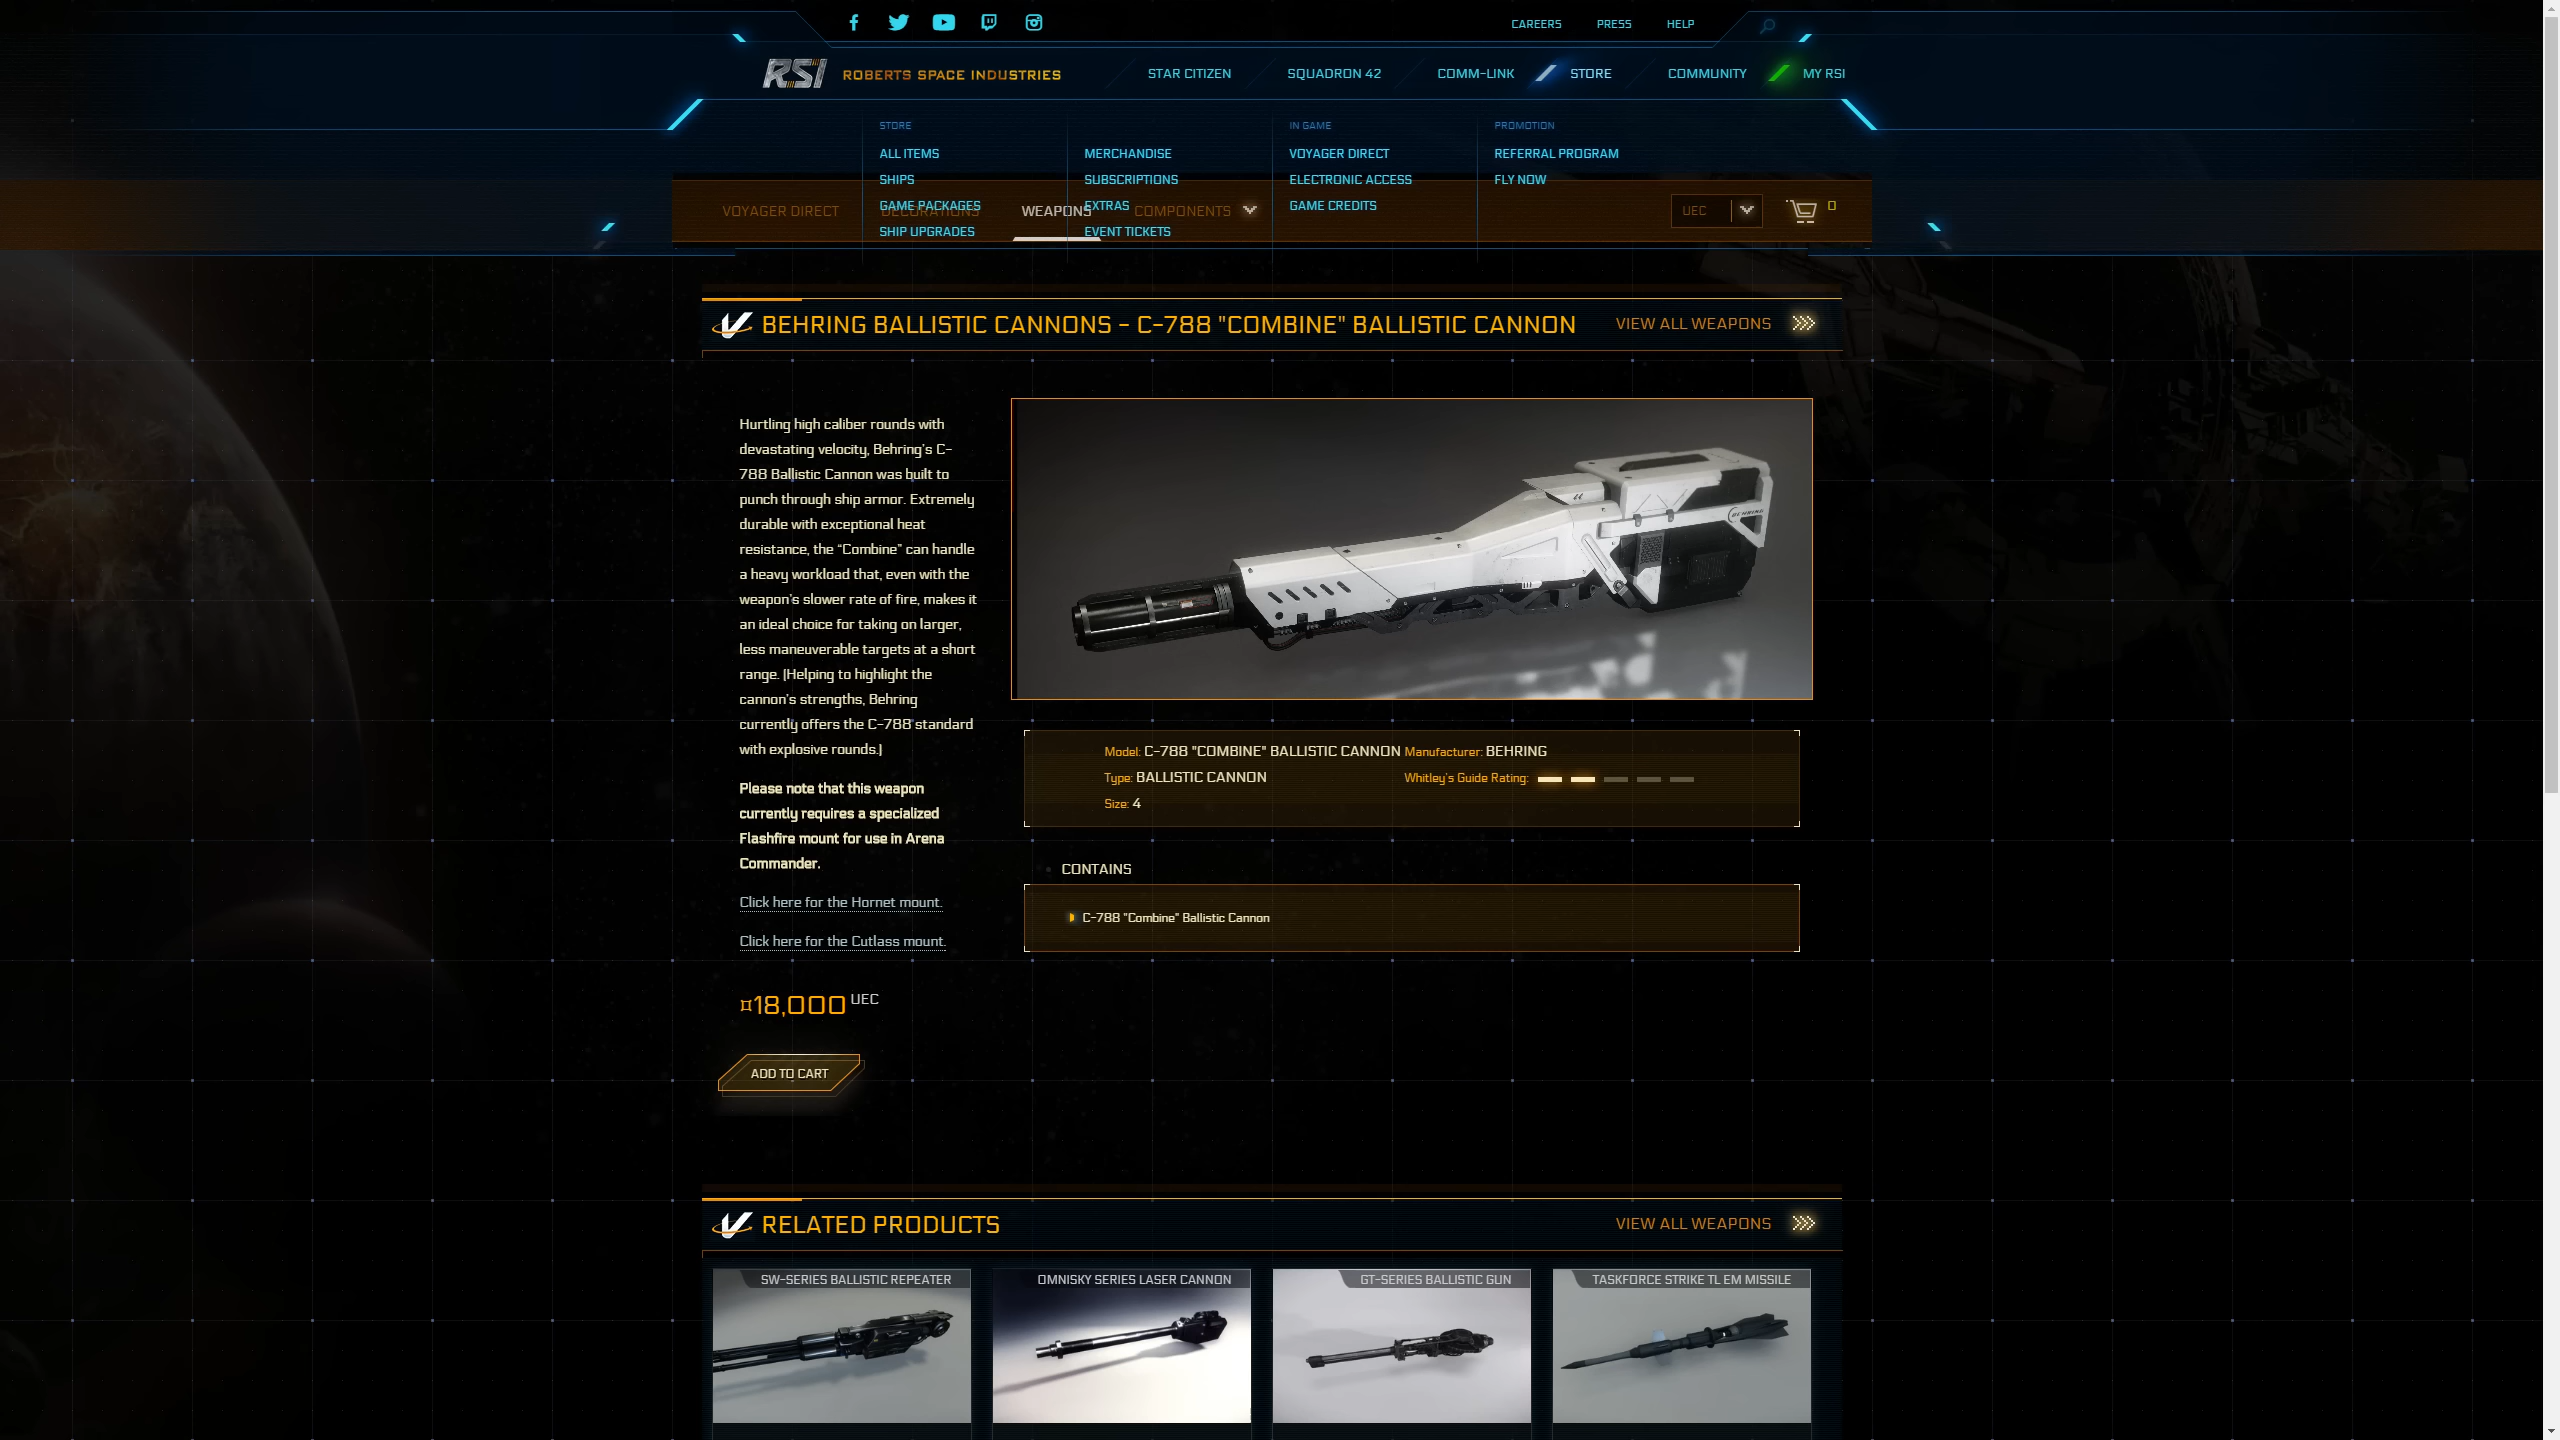 CAREERS PRESS HELP
RSI ROBERTS SPACE INDUSTRIES
STAR CITIZEN SQUADRON 42 COMM-LINK STORE COMMUNITY MY RSI
STORE IN GAME PROMOTION
ALL ITEMS MERCHANDISE VOYAGER DIRECT REFERRAL PROGRAM
SHIPS SUBSCRIPTIONS ELECTRONIC ACCESS FLY NOW
GAME PACKAGES EXTRAS GAME CREDITS
SHIP UPGRADES EVENT TICKETS
VOYAGER DIRECT DECORATIONS WEAPONS COMPONENTS UEC 0
BEHRING BALLISTIC CANNONS - C-788 "COMBINE" BALLISTIC CANNON VIEW ALL WEAPONS
Hurtling high caliber rounds with
devastating velocity, Behring's C-
788 Ballistic Cannon was built to
punch through ship armor. Extremely
durable with exceptional heat
resistance, the “Combine” can handle
a heavy workload that, even with the
weapon's slower rate of fire, makes it
an ideal choice for taking on larger,
less maneuverable targets at a short
range. (Helping to highlight the
cannon's strengths, Behring
currently offers the C-788 standard
with explosive rounds.)
Please note that this weapon
currently requires a specialized
Flashfire mount for use in Arena
Commander.
Click here for the Hornet mount.
Click here for the Cutlass mount.
¤18,000 UEC
ADD TO CART
BEHRING
Model: C-788 "COMBINE" BALLISTIC CANNON Manufacturer: BEHRING
Type: BALLISTIC CANNON Whitley's Guide Rating:
Size: 4
CONTAINS
C-788 "Combine" Ballistic Cannon
RELATED PRODUCTS VIEW ALL WEAPONS
SW-SERIES BALLISTIC REPEATER OMNISKY SERIES LASER CANNON GT-SERIES BALLISTIC GUN TASKFORCE STRIKE TL EM MISSILE